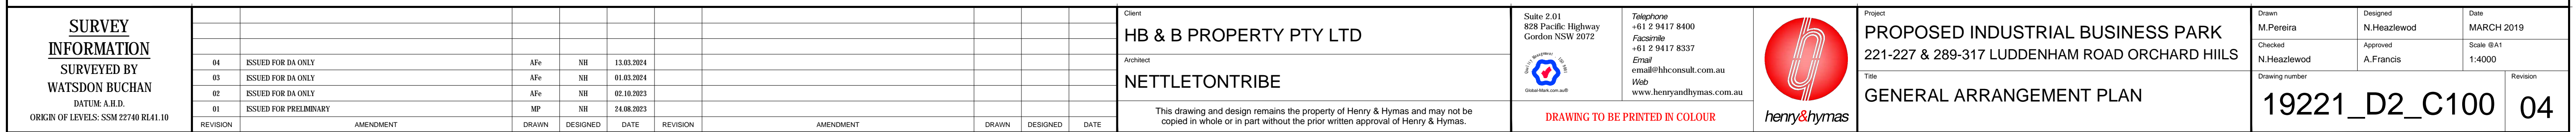 SURVEY
INFORMATION
SURVEYED BY
WATSDON BUCHAN
DATUM: A.H.D.
ORIGIN OF LEVELS: SSM 22740 RL41.10
04 ISSUED FOR DA ONLY AFe NH 13.03.2024
03 ISSUED FOR DA ONLY AFe NH 01.03.2024
02 ISSUED FOR DA ONLY AFe NH 02.10.2023
01 ISSUED FOR PRELIMINARY MP NH 24.08.2023
REVISION AMENDMENT DRAWN DESIGNED DATE REVISION AMENDMENT DRAWN DESIGNED DATE
Client
HB & B PROPERTY PTY LTD
Architect
NETTLETONTRIBE
This drawing and design remains the property of Henry & Hymas and may not be
copied in whole or in part without the prior written approval of Henry & Hymas.
Suite 2.01
828 Pacific Highway
Gordon NSW 2072
Quality Management ISO 9001
Global-Mark.com.au®
Telephone
+61 2 9417 8400
Facsimile
+61 2 9417 8337
Email
email@hhconsult.com.au
Web
www.henryandhymas.com.au
DRAWING TO BE PRINTED IN COLOUR
henry&hymas
Project
PROPOSED INDUSTRIAL BUSINESS PARK
221-227 & 289-317 LUDDENHAM ROAD ORCHARD HIILS
Title
GENERAL ARRANGEMENT PLAN
Drawn Designed Date
M.Pereira N.Heazlewod MARCH 2019
Checked Approved Scale @A1
N.Heazlewod A.Francis 1:4000
Drawing number Revision
19221_D2_C100 04